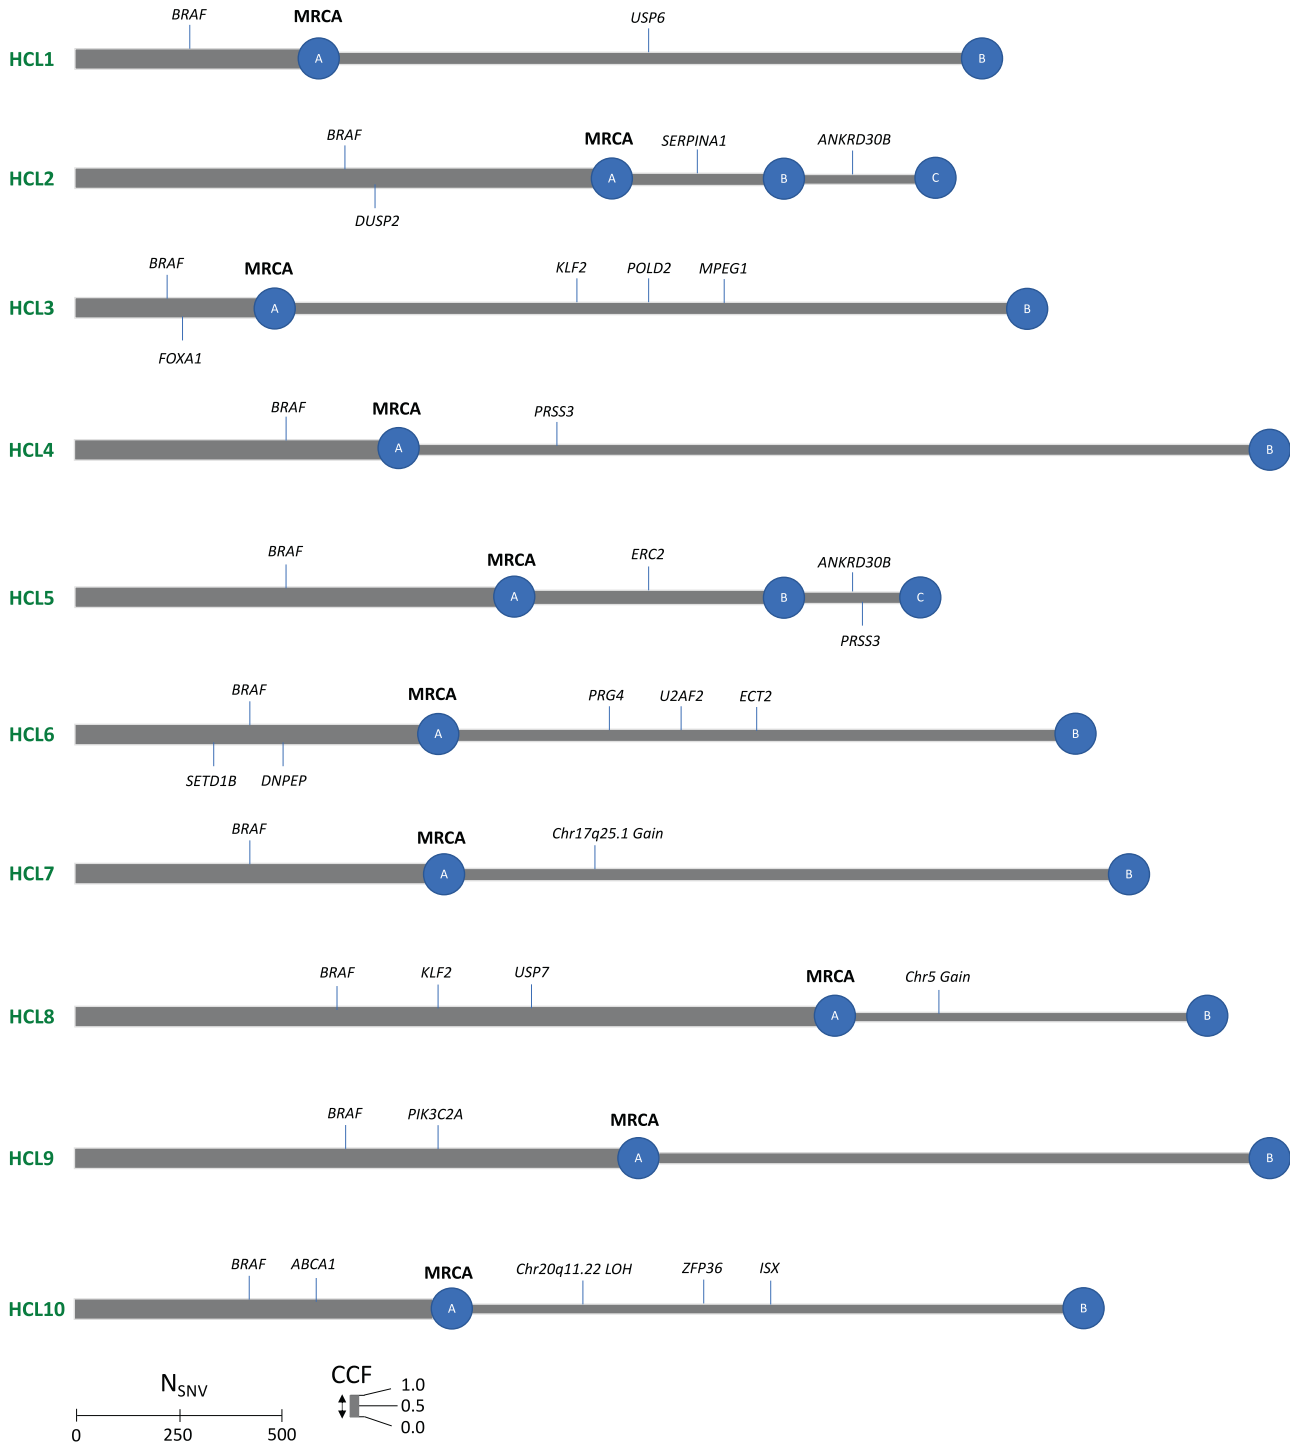 BRAF MRCA USP6
HCL1 A B
BRAF MRCA SERPINA1 ANKRD30B
HCL2 A B C
DUSP2
BRAF MRCA KLF2 POLD2 MPEG1
HCL3 A B
FOXA1
BRAF MRCA PRSS3
HCL4 A B
BRAF MRCA ERC2 ANKRD30B
HCL5 A B C
PRSS3
BRAF MRCA PRG4 U2AF2 ECT2
HCL6 A B
SETD1B DNPEP
BRAF MRCA Chr17q25.1 Gain
HCL7 A B
BRAF KLF2 USP7 MRCA Chr5 Gain
HCL8 A B
BRAF PIK3C2A MRCA
HCL9 A B
BRAF ABCA1 MRCA Chr20q11.22 LOH ZFP36 ISX
HCL10 A B
NSNV
0 250 500
CCF
1.0
0.5
0.0